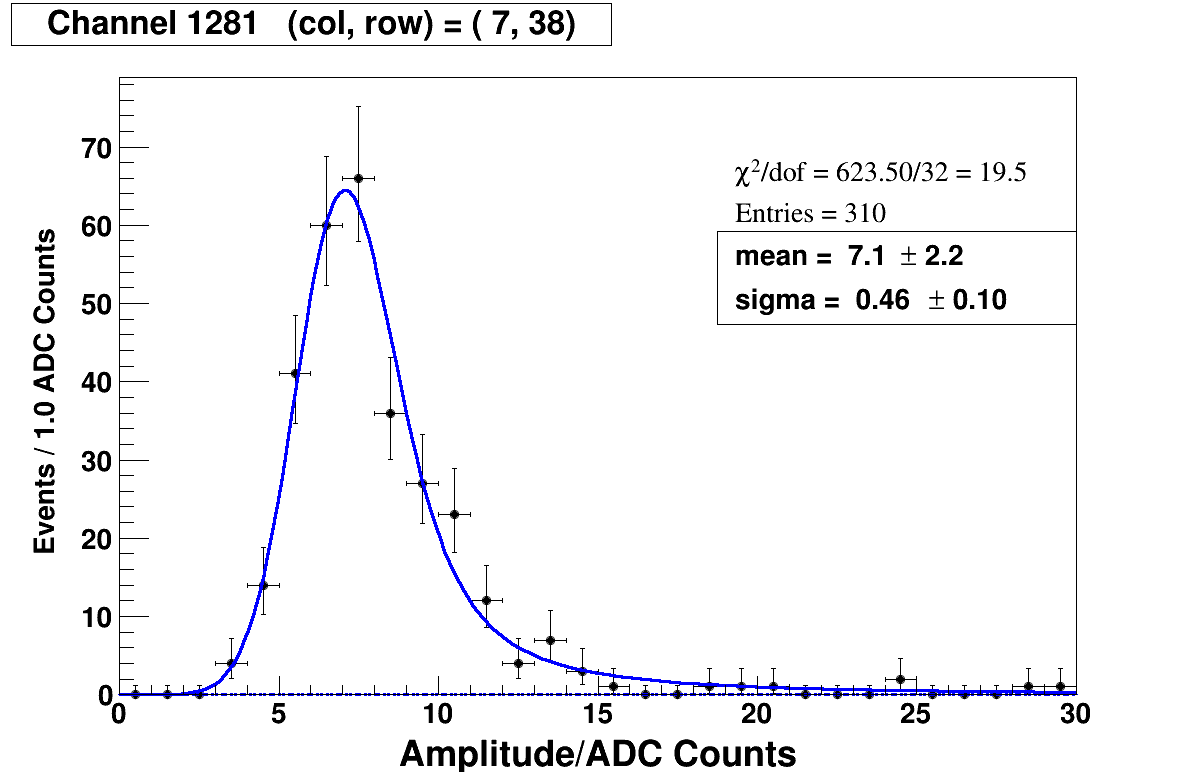 Channel 1281 (col, row) = ( 7, 38)
χ²/dof = 623.50/32 = 19.5
Entries = 310
mean = 7.1 ± 2.2
sigma = 0.46 ± 0.10
Events / 1.0 ADC Counts
70
60
50
40
30
20
10
0
0 5 10 15 20 25 30
Amplitude/ADC Counts